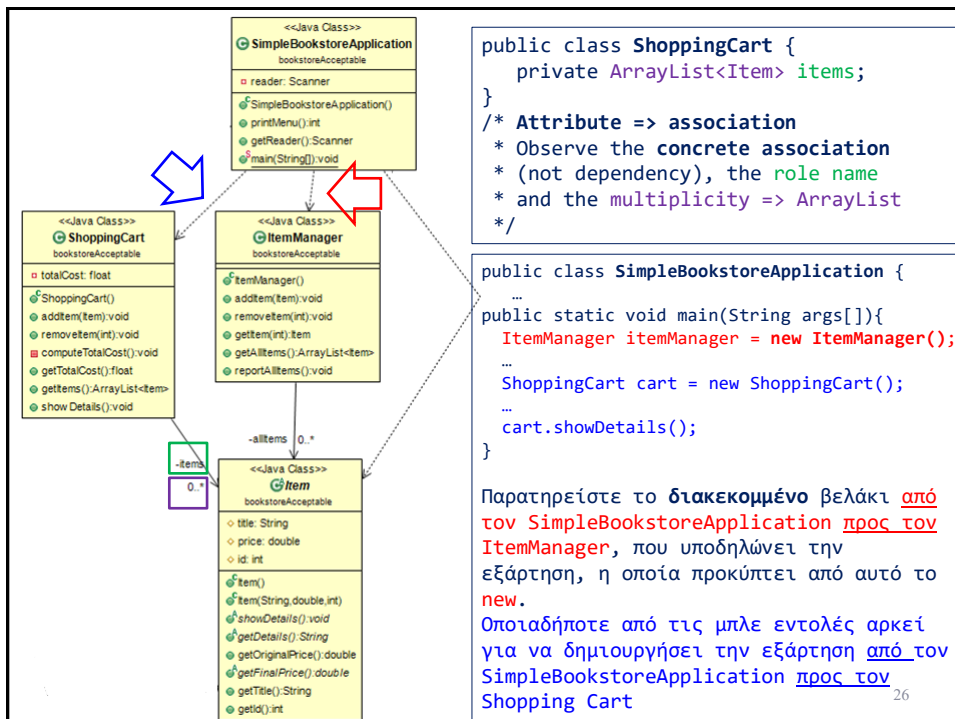 <<Java Class>>
SimpleBookstoreApplication
bookstoreAcceptable
reader: Scanner
SimpleBookstoreApplication()
printMenu():int
getReader():Scanner
main(String[]):void
<<Java Class>>
ShoppingCart
bookstoreAcceptable
totalCost: float
ShoppingCart()
addItem(Item):void
removeItem(int):void
computeTotalCost():void
getTotalCost():float
getItems():ArrayList<Item>
showDetails():void
<<Java Class>>
ItemManager
bookstoreAcceptable
ItemManager()
addItem(Item):void
removeItem(int):void
getItem(int):Item
getAllItems():ArrayList<Item>
reportAllItems():void
-allItems 0..*
-items
0..*
<<Java Class>>
Item
bookstoreAcceptable
title: String
price: double
id: int
Item()
Item(String,double,int)
showDetails():void
getDetails():String
getOriginalPrice():double
getFinalPrice():double
getTitle():String
getId():int
public class ShoppingCart {
private ArrayList<Item> items;
}
/* Attribute => association
* Observe the concrete association
* (not dependency), the role name
* and the multiplicity => ArrayList
*/
public class SimpleBookstoreApplication {
…
public static void main(String args[]){
ItemManager itemManager = new ItemManager();
…
ShoppingCart cart = new ShoppingCart();
…
cart.showDetails();
}
Παρατηρείστε το διακεκομμένο βελάκι από
τον SimpleBookstoreApplication προς τον
ItemManager, που υποδηλώνει την
εξάρτηση, η οποία προκύπτει από αυτό το
new.
Οποιαδήποτε από τις μπλε εντολές αρκεί
για να δημιουργήσει την εξάρτηση από τον
SimpleBookstoreApplication προς τον
Shopping Cart
26